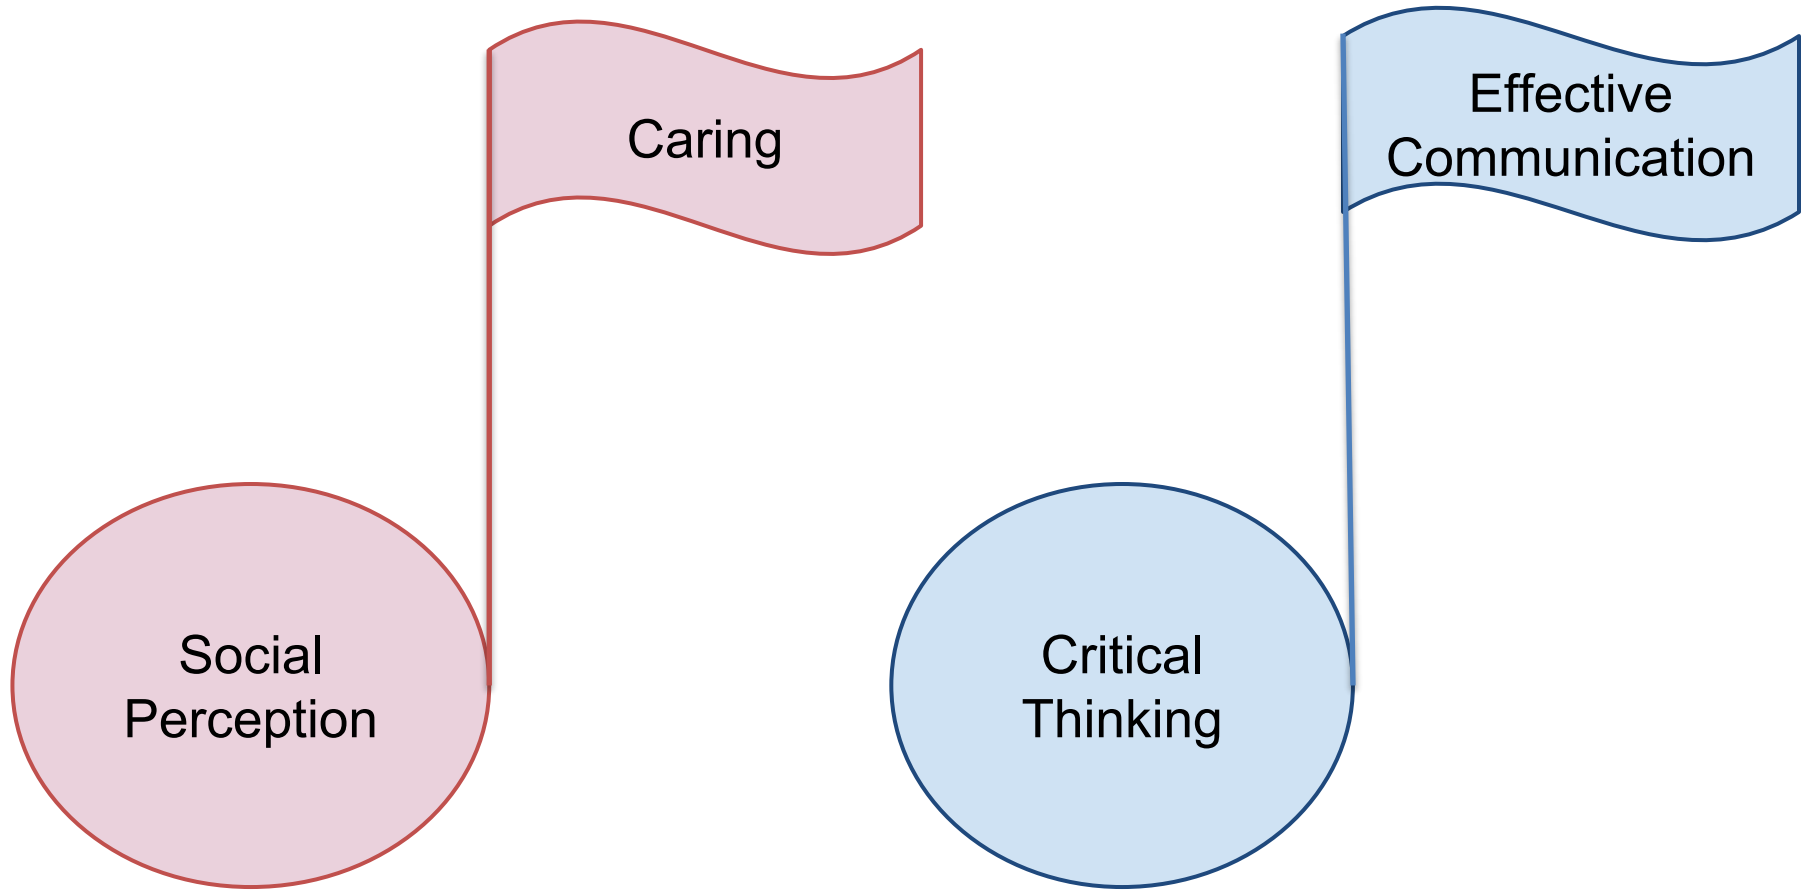 Caring
Effective
Communication
Social
Perception
Critical
Thinking